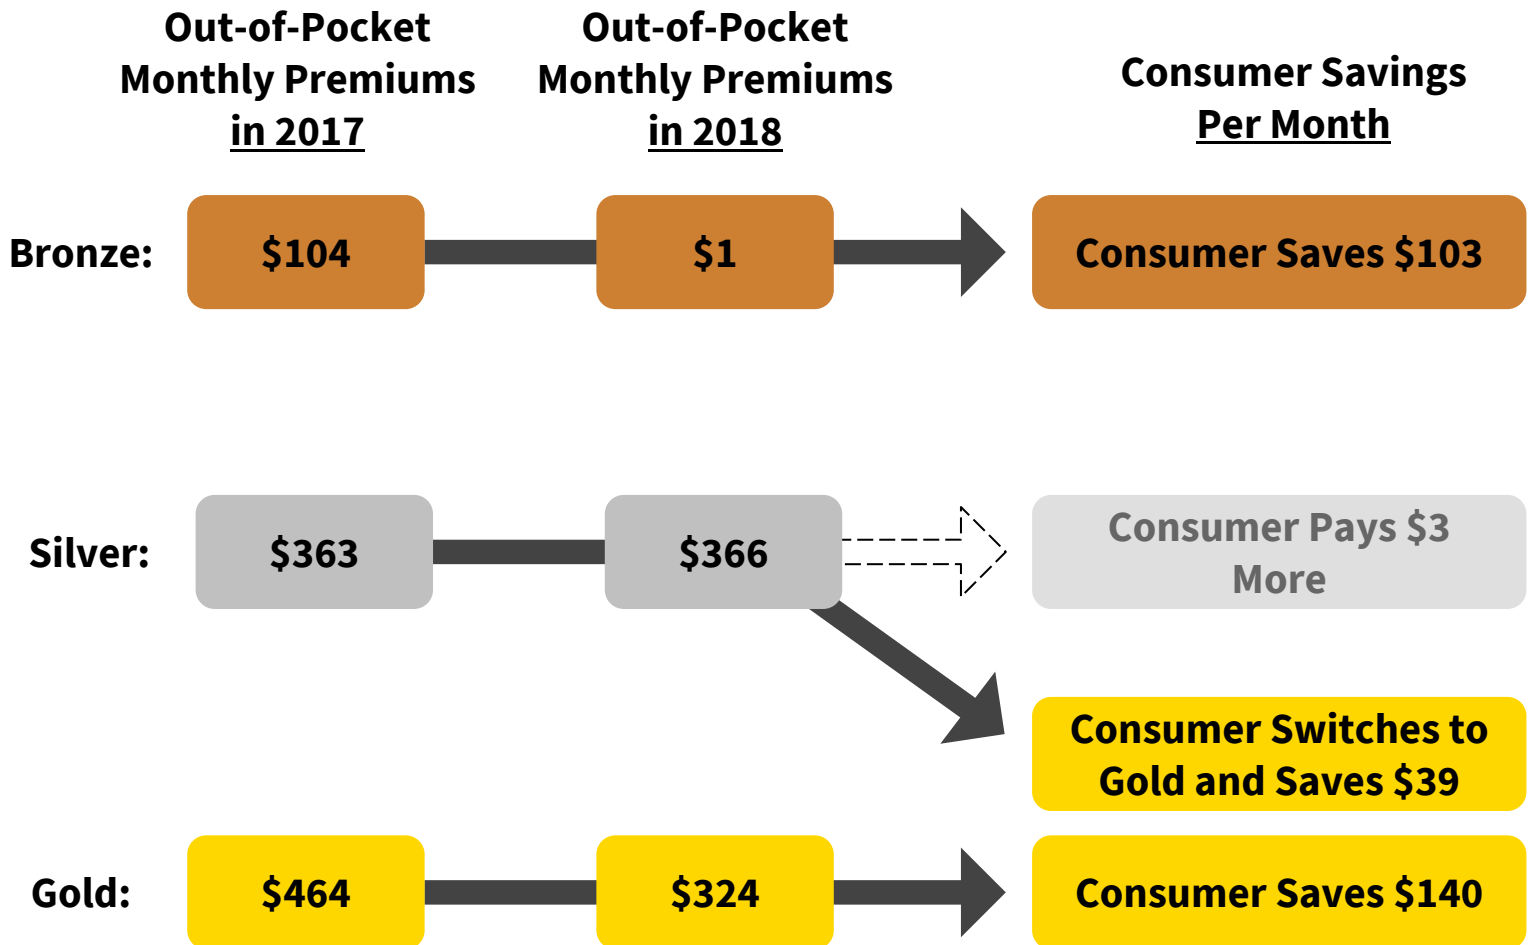 Out-of-Pocket
Monthly Premiums
in 2017
Out-of-Pocket
Monthly Premiums
in 2018
Consumer Savings
Per Month
Bronze:
$104
$1
Consumer Saves $103
Silver:
$363
$366
Consumer Pays $3
More
Consumer Switches to
Gold and Saves $39
Gold:
$464
$324
Consumer Saves $140